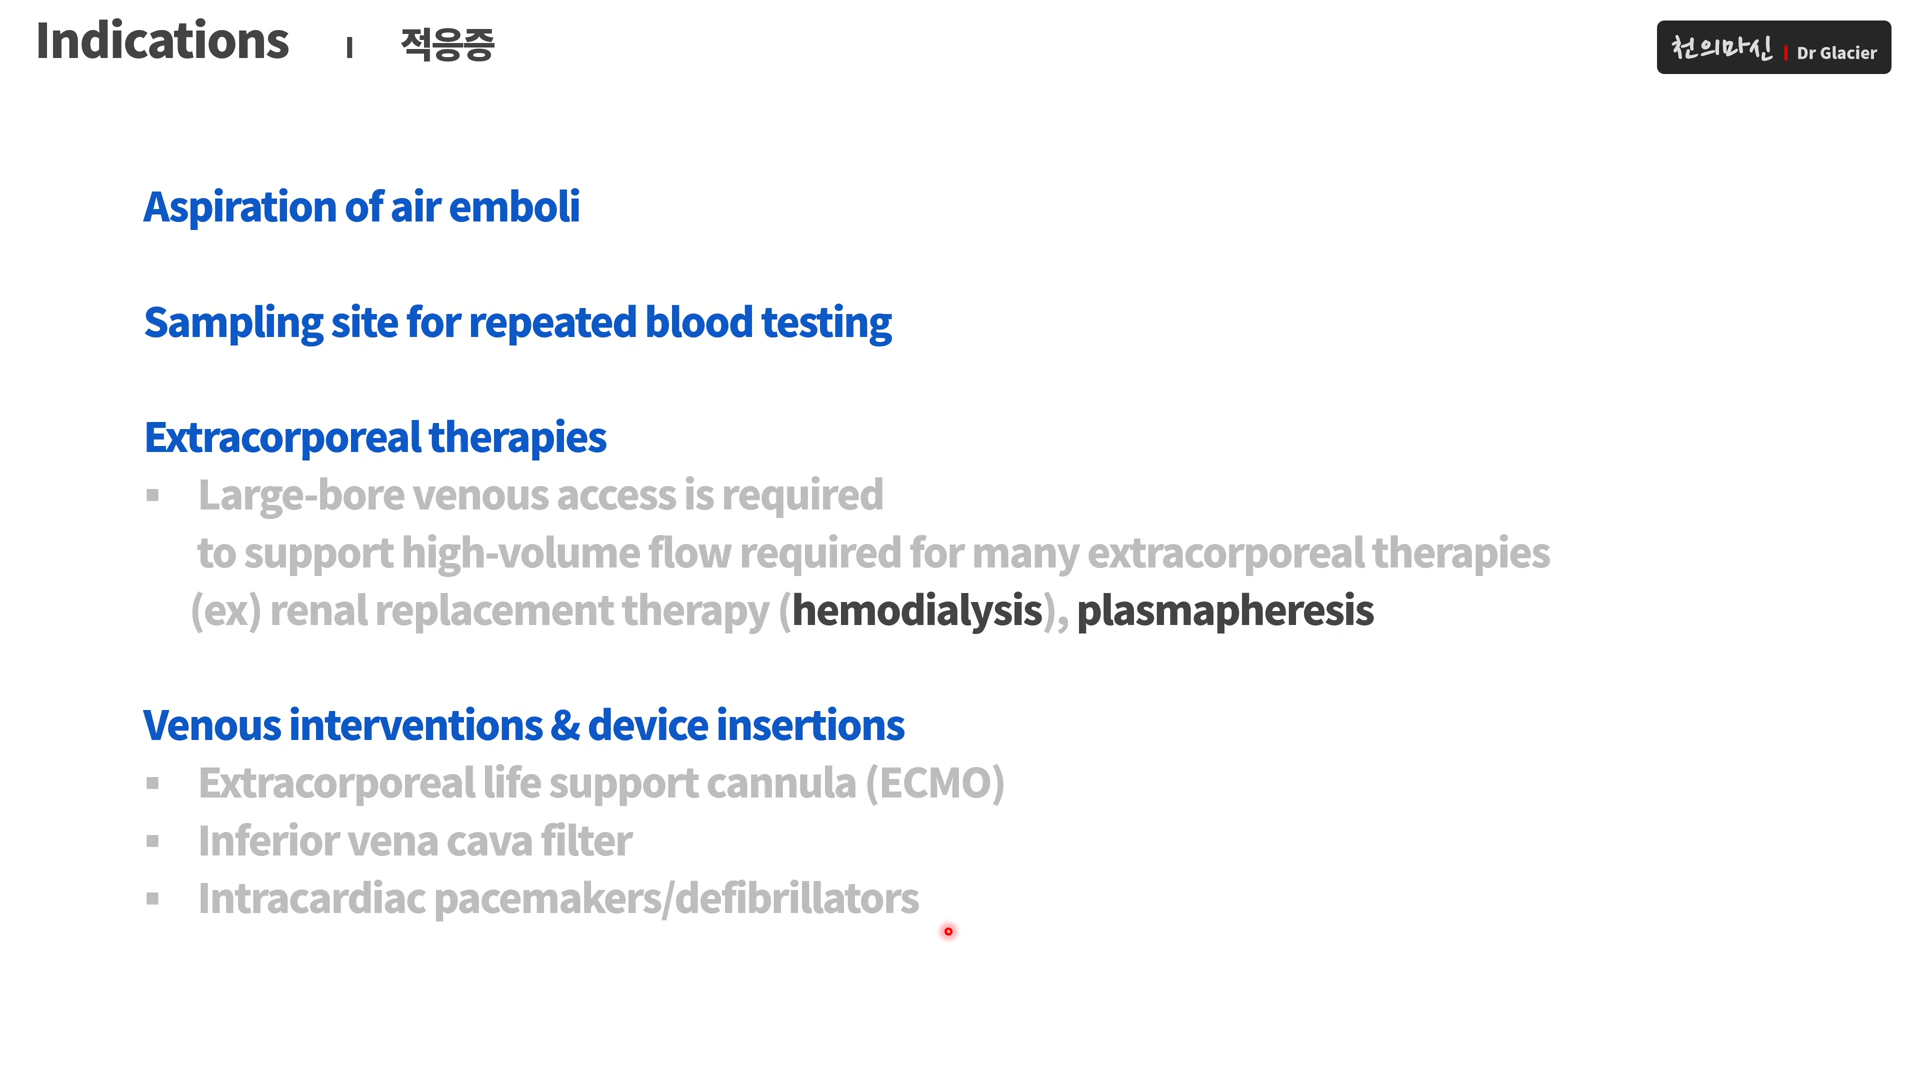 Indications ı 적응증
천의마신 | Dr Glacier
Aspiration of air emboli
Sampling site for repeated blood testing
Extracorporeal therapies
▪ Large-bore venous access is required
to support high-volume flow required for many extracorporeal therapies
(ex) renal replacement therapy (hemodialysis), plasmapheresis
Venous interventions & device insertions
▪ Extracorporeal life support cannula (ECMO)
▪ Inferior vena cava filter
▪ Intracardiac pacemakers/defibrillators